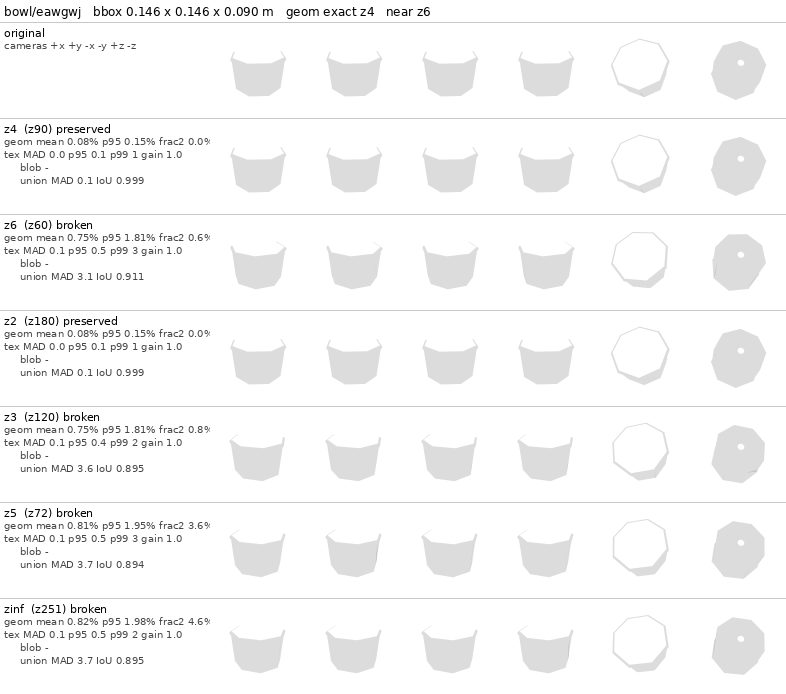 bowl/eawgwj bbox 0.146 x 0.146 x 0.090 m geom exact z4 near z6
original
cameras +x +y -x -y +z -z
z4 (z90) preserved
geom mean 0.08% p95 0.15% frac2 0.0%
tex MAD 0.0 p95 0.1 p99 1 gain 1.0
blob -
union MAD 0.1 IoU 0.999
z6 (z60) broken
geom mean 0.75% p95 1.81% frac2 0.6%
tex MAD 0.1 p95 0.5 p99 3 gain 1.0
blob -
union MAD 3.1 IoU 0.911
z2 (z180) preserved
geom mean 0.08% p95 0.15% frac2 0.0%
tex MAD 0.0 p95 0.1 p99 1 gain 1.0
blob -
union MAD 0.1 IoU 0.999
z3 (z120) broken
geom mean 0.75% p95 1.81% frac2 0.8%
tex MAD 0.1 p95 0.4 p99 2 gain 1.0
blob -
union MAD 3.6 IoU 0.895
z5 (z72) broken
geom mean 0.81% p95 1.95% frac2 3.6%
tex MAD 0.1 p95 0.5 p99 3 gain 1.0
blob -
union MAD 3.7 IoU 0.894
zinf (z251) broken
geom mean 0.82% p95 1.98% frac2 4.6%
tex MAD 0.1 p95 0.5 p99 2 gain 1.0
blob -
union MAD 3.7 IoU 0.895